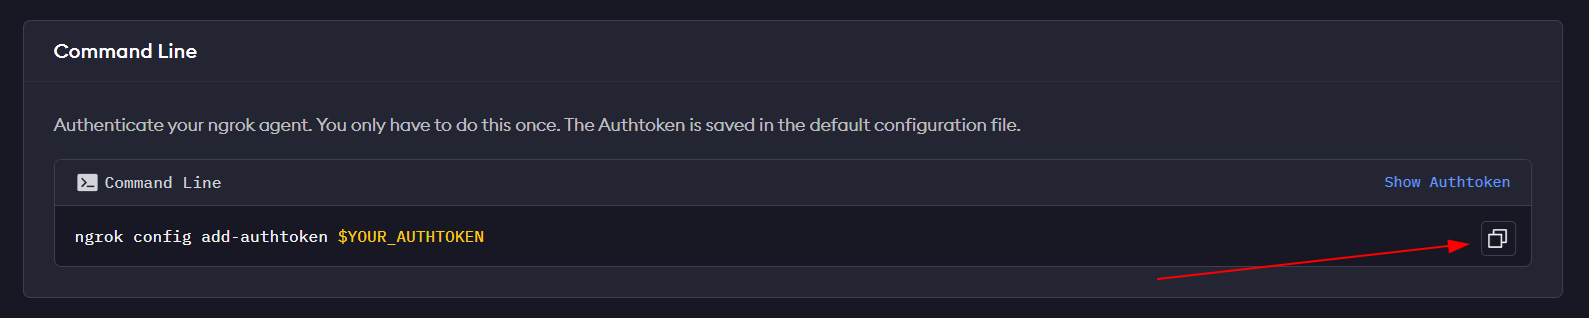 Command Line
Authenticate your ngrok agent. You only have to do this once. The Authtoken is saved in the default configuration file.
Command Line
Show Authtoken
ngrok config add-authtoken $YOUR_AUTHTOKEN